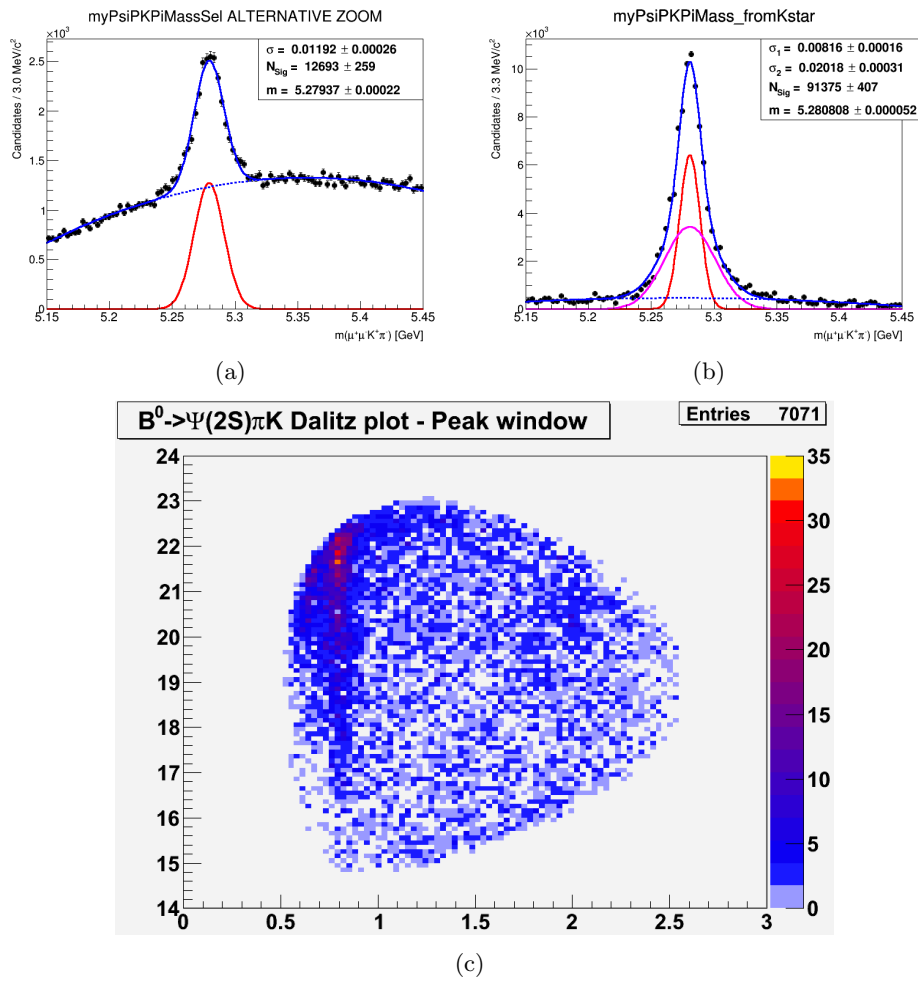 myPsiPKPiMassSel ALTERNATIVE ZOOM
×10³
Candidates / 3.0 MeV/c²
σ = 0.01192 ± 0.00026
N_Sig = 12693 ± 259
m = 5.27937 ± 0.00022
2.5
2
1.5
1
0.5
0
5.15 5.2 5.25 5.3 5.35 5.4 5.45
m(μ⁺μ⁻K⁺π⁻) [GeV]
(a)
myPsiPKPiMass_fromKstar
×10³
Candidates / 3.3 MeV/c²
σ₁ = 0.00816 ± 0.00016
σ₂ = 0.02018 ± 0.00031
N_Sig = 91375 ± 407
m = 5.280808 ± 0.000052
10
8
6
4
2
0
5.15 5.2 5.25 5.3 5.35 5.4 5.45
m(μ⁺μ⁻K⁺π⁻) [GeV]
(b)
B⁰->Ψ(2S)πK Dalitz plot - Peak window
Entries 7071
24
23
22
21
20
19
18
17
16
15
14
0 0.5 1 1.5 2 2.5 3
35
30
25
20
15
10
5
0
(c)